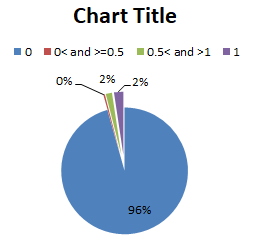 Chart Title
0 0< and >=0.5 0.5< and >1 1
0% 2% 2%
96%